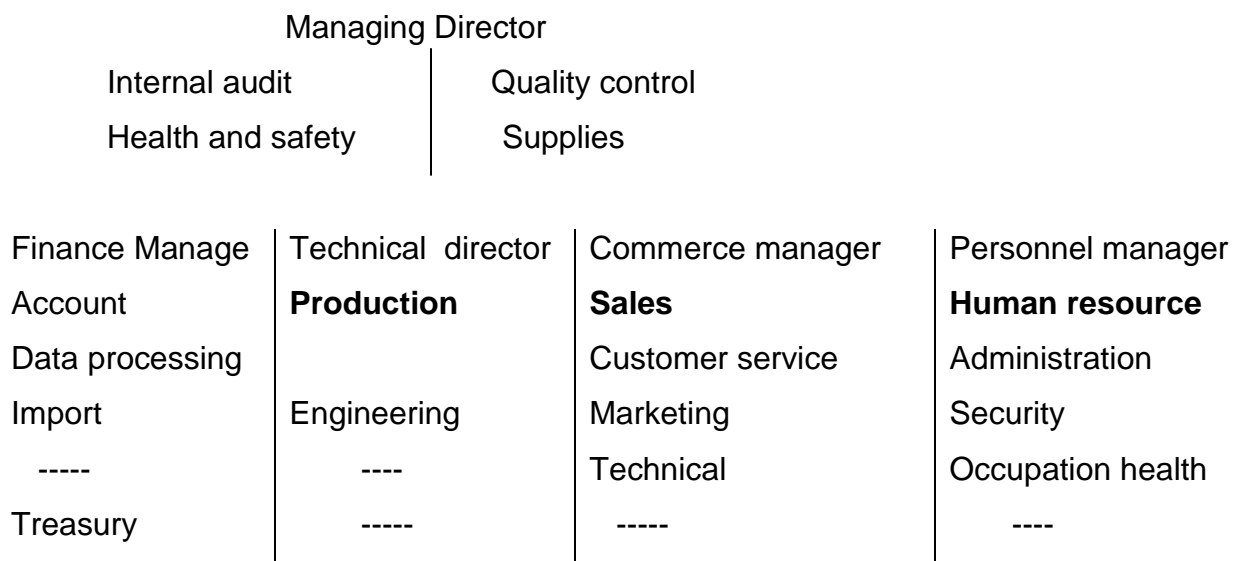 Managing Director
Internal audit Quality control
Health and safety Supplies
Finance Manage Technical director Commerce manager Personnel manager
Account Production Sales Human resource
Data processing Customer service Administration
Import Engineering Marketing Security
----- ---- Technical Occupation health
Treasury ----- ----- ----